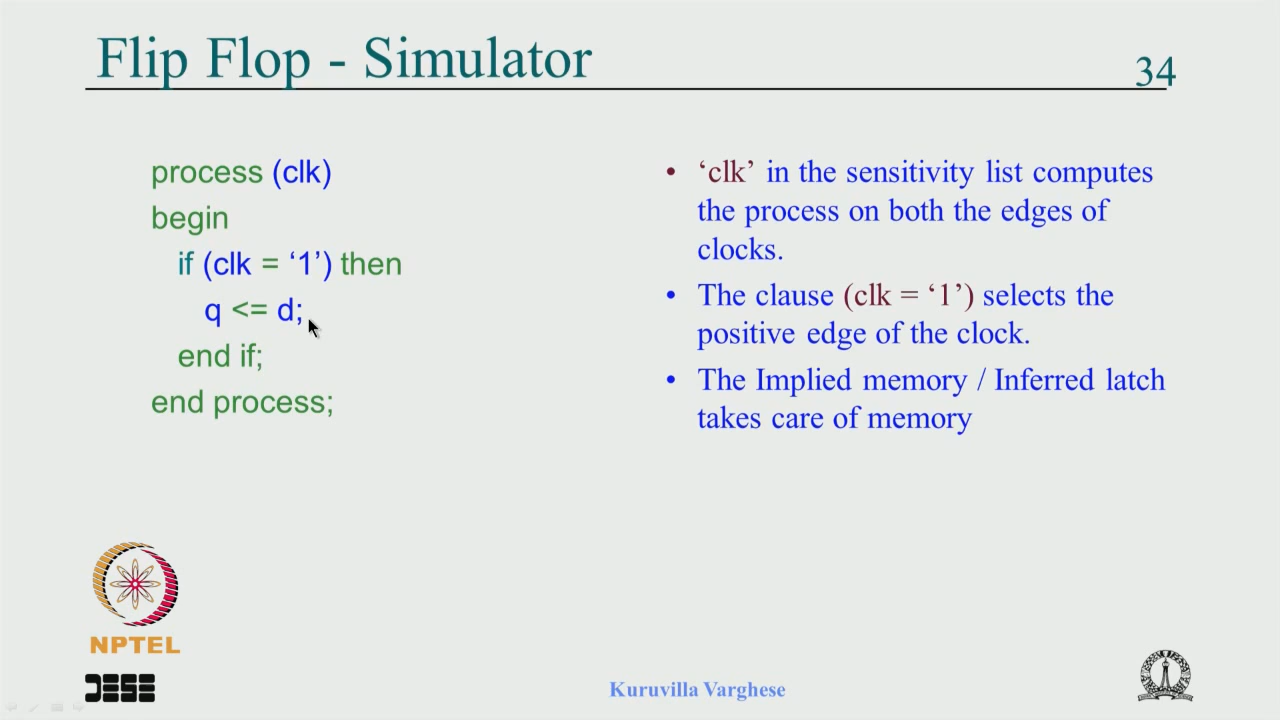 Flip Flop - Simulator
34
process (clk)
begin
if (clk = ‘1’) then
q <= d;
end if;
end process;
• ‘clk’ in the sensitivity list computes
the process on both the edges of
clocks.
• The clause (clk = ‘1’) selects the
positive edge of the clock.
• The Implied memory / Inferred latch
takes care of memory
NPTEL
DESE
Kuruvilla Varghese